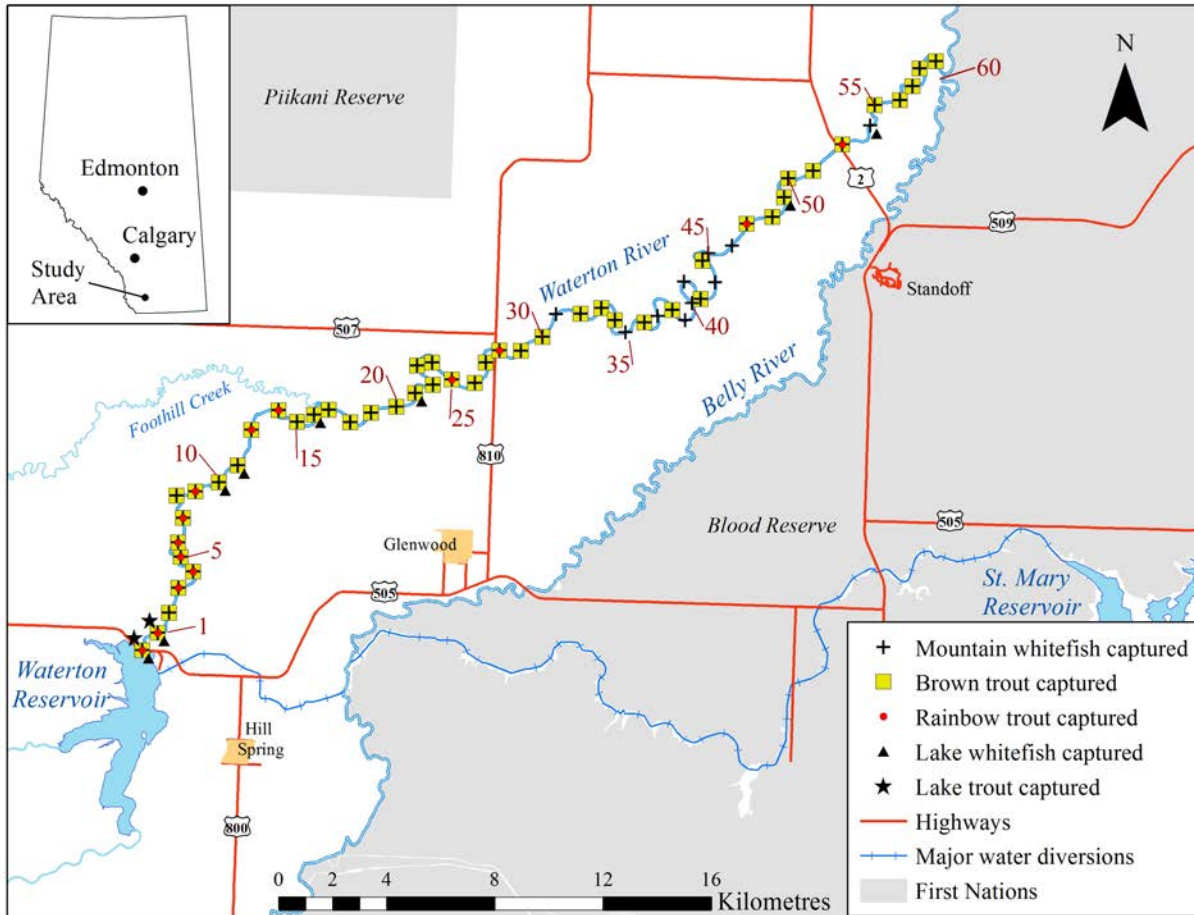 Edmonton
Calgary
Study
Area
Piikani Reserve
N
60
55
2
50
509
Standoff
45
Waterton River
40
35
30
507
Belly River
20
25
Foothill Creek
15
810
10
505
Blood Reserve
Glenwood
5
St. Mary
Reservoir
505
1
Waterton
Reservoir
Hill
Spring
800
Mountain whitefish captured
Brown trout captured
Rainbow trout captured
Lake whitefish captured
Lake trout captured
Highways
Major water diversions
First Nations
0 2 4 8 12 16
Kilometres